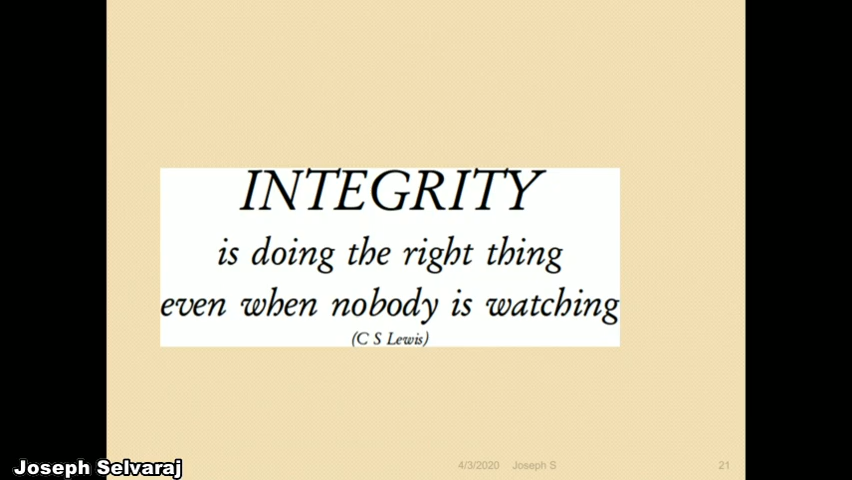 INTEGRITY
is doing the right thing
even when nobody is watching
(C S Lewis)
4/3/2020 Joseph S 21
Joseph Selvaraj